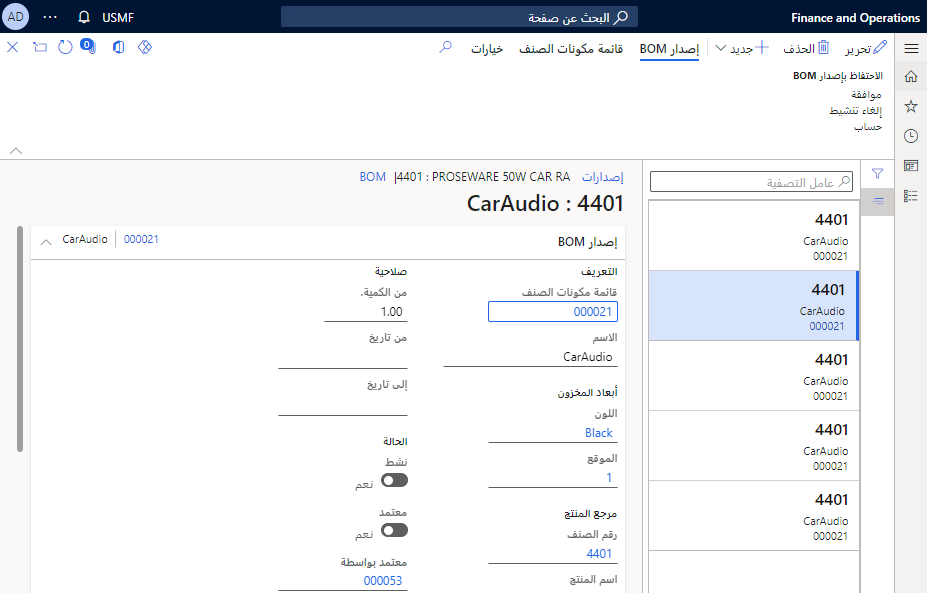 Finance and Operations
البحث عن صفحة
USMF
AD
تحرير
الحذف
جديد
إصدار BOM
قائمة مكونات الصنف
خيارات
0
الاحتفاظ بإصدار BOM
موافقة
إلغاء تنشيط
حساب
عامل التصفية
4401
CarAudio
000021
4401
CarAudio
000021
4401
CarAudio
000021
4401
CarAudio
000021
4401
CarAudio
000021
إصدارات BOM |4401 : PROSEWARE 50W CAR RA
CarAudio : 4401
إصدار BOM
000021
CarAudio
التعريف
قائمة مكونات الصنف
000021
الاسم
CarAudio
أبعاد المخزون
اللون
Black
الموقع
1
مرجع المنتج
رقم الصنف
4401
اسم المنتج
صلاحية
من الكمية.
1.00
من تاريخ
إلى تاريخ
الحالة
نشط
نعم
معتمد
نعم
معتمد بواسطة
000053